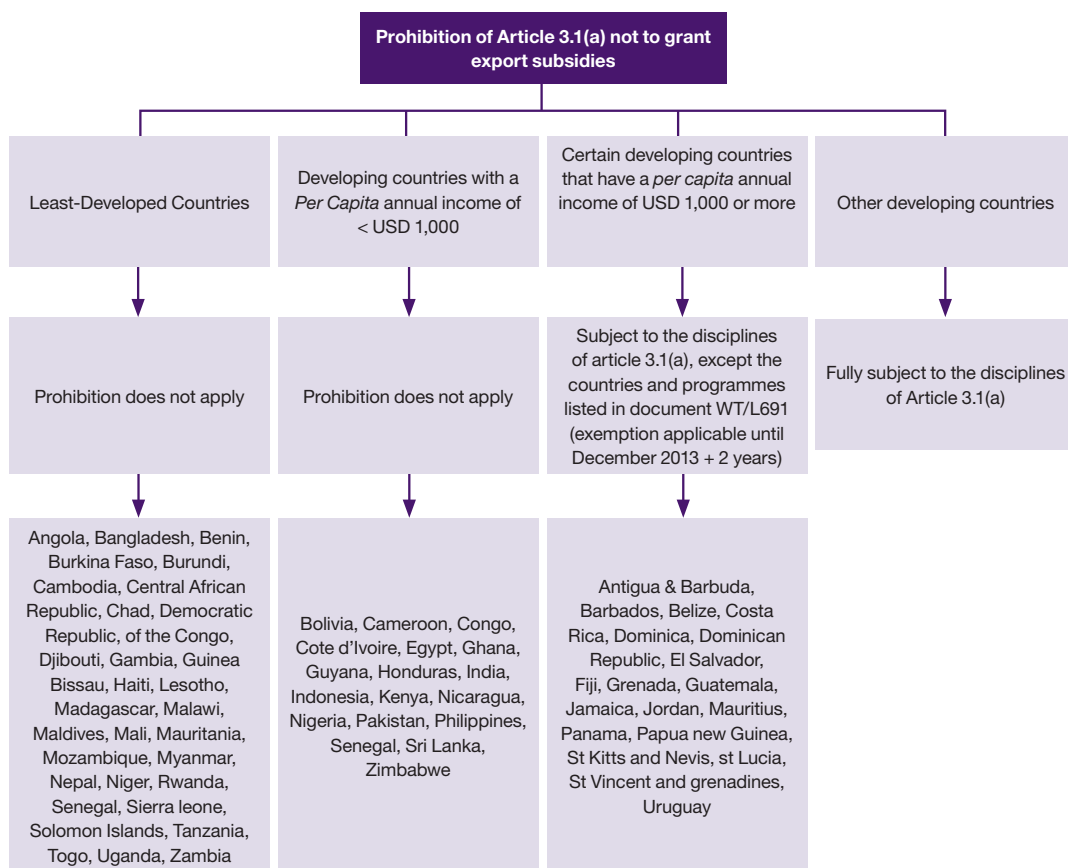 Prohibition of Article 3.1(a) not to grant
export subsidies
Least-Developed Countries
Developing countries with a
Per Capita annual income of
< USD 1,000
Certain developing countries
that have a per capita annual
income of USD 1,000 or more
Other developing countries
Prohibition does not apply
Prohibition does not apply
Subject to the disciplines
of article 3.1(a), except the
countries and programmes
listed in document WT/L691
(exemption applicable until
December 2013 + 2 years)
Fully subject to the disciplines
of Article 3.1(a)
Angola, Bangladesh, Benin,
Burkina Faso, Burundi,
Cambodia, Central African
Republic, Chad, Democratic
Republic, of the Congo,
Djibouti, Gambia, Guinea
Bissau, Haiti, Lesotho,
Madagascar, Malawi,
Maldives, Mali, Mauritania,
Mozambique, Myanmar,
Nepal, Niger, Rwanda,
Senegal, Sierra leone,
Solomon Islands, Tanzania,
Togo, Uganda, Zambia
Bolivia, Cameroon, Congo,
Cote d’Ivoire, Egypt, Ghana,
Guyana, Honduras, India,
Indonesia, Kenya, Nicaragua,
Nigeria, Pakistan, Philippines,
Senegal, Sri Lanka,
Zimbabwe
Antigua & Barbuda,
Barbados, Belize, Costa
Rica, Dominica, Dominican
Republic, El Salvador,
Fiji, Grenada, Guatemala,
Jamaica, Jordan, Mauritius,
Panama, Papua new Guinea,
St Kitts and Nevis, st Lucia,
St Vincent and grenadines,
Uruguay